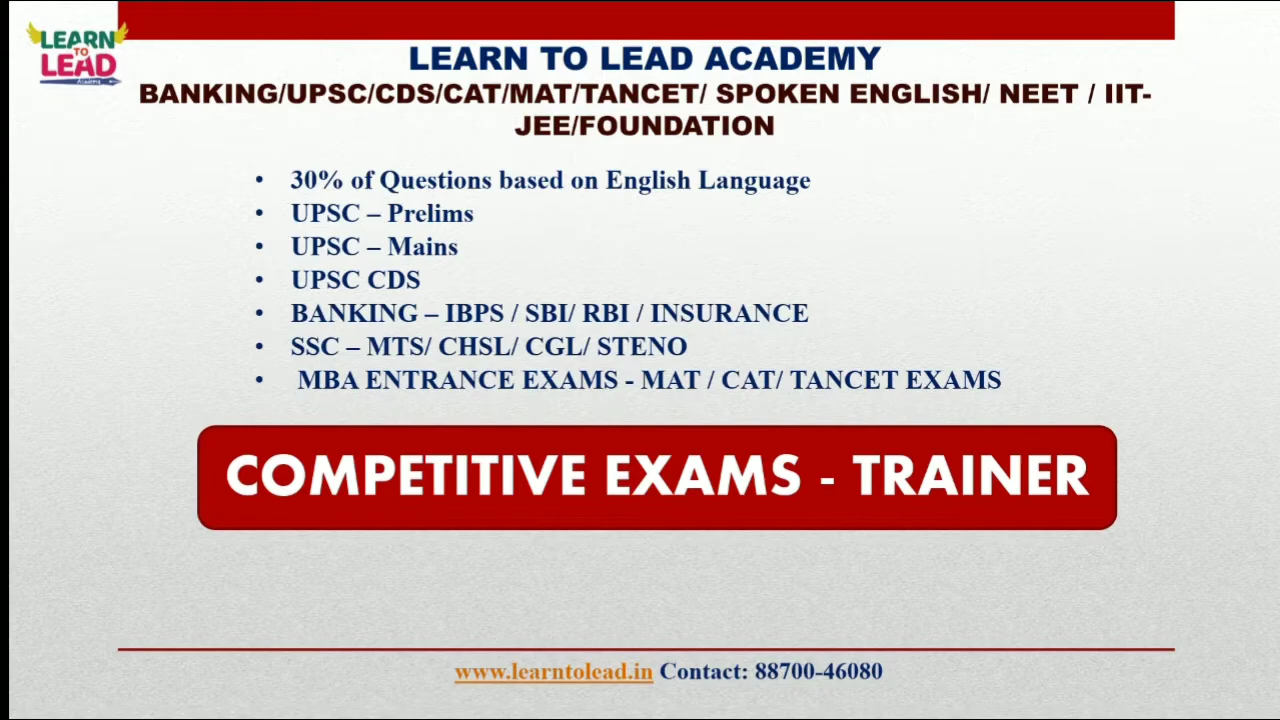 LEARN
TO
LEAD
Academy
LEARN TO LEAD ACADEMY
BANKING/UPSC/CDS/CAT/MAT/TANCET/ SPOKEN ENGLISH/ NEET / IIT-
JEE/FOUNDATION
• 30% of Questions based on English Language
• UPSC – Prelims
• UPSC – Mains
• UPSC CDS
• BANKING – IBPS / SBI/ RBI / INSURANCE
• SSC – MTS/ CHSL/ CGL/ STENO
• MBA ENTRANCE EXAMS - MAT / CAT/ TANCET EXAMS
COMPETITIVE EXAMS - TRAINER
www.learntolead.in Contact: 88700-46080